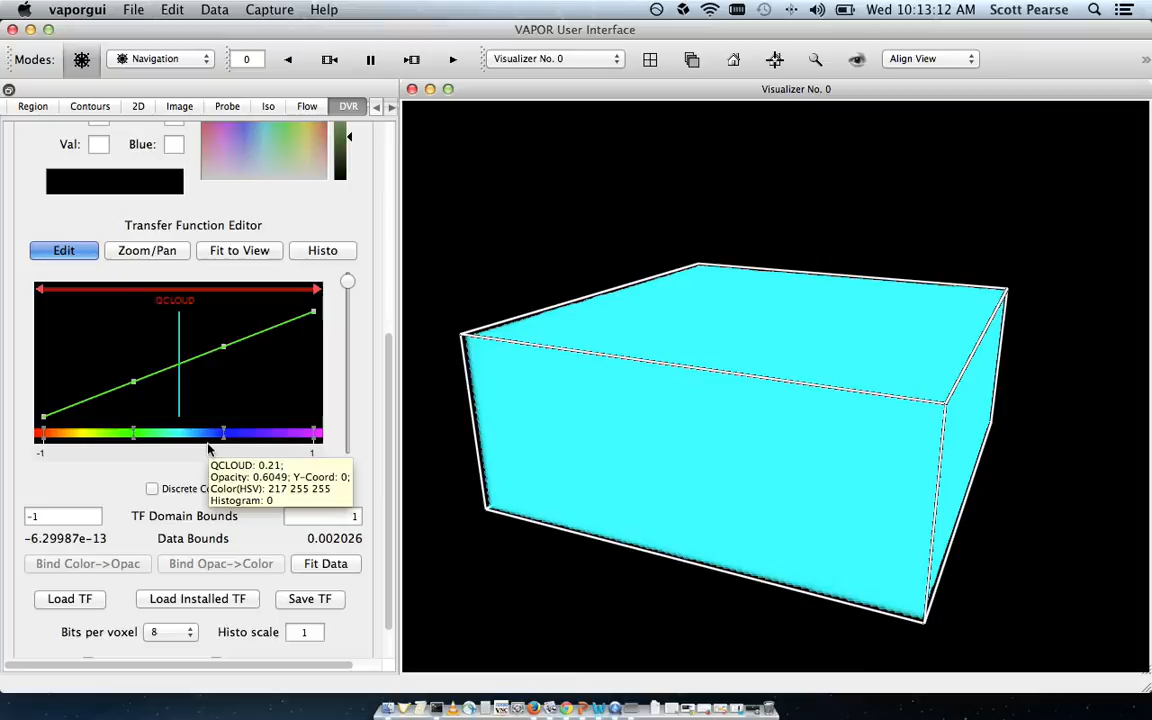 vaporgui File Edit Data Capture Help Wed 10:13:12 AM Scott Pearse
VAPOR User Interface
Modes: Navigation 0 Visualizer No. 0 Align View »
Visualizer No. 0
Region Contours 2D Image Probe Iso Flow DVR
Val: Blue:
Transfer Function Editor
Edit Zoom/Pan Fit to View Histo
QCLOUD
-1 1
QCLOUD: 0.21;
Opacity: 0.6049; Y-Coord: 0;
Color(HSV): 217 255 255
Histogram: 0
Discrete C
-1 TF Domain Bounds 1
-6.29987e-13 Data Bounds 0.002026
Bind Color->Opac Bind Opac->Color Fit Data
Load TF Load Installed TF Save TF
Bits per voxel 8 Histo scale 1